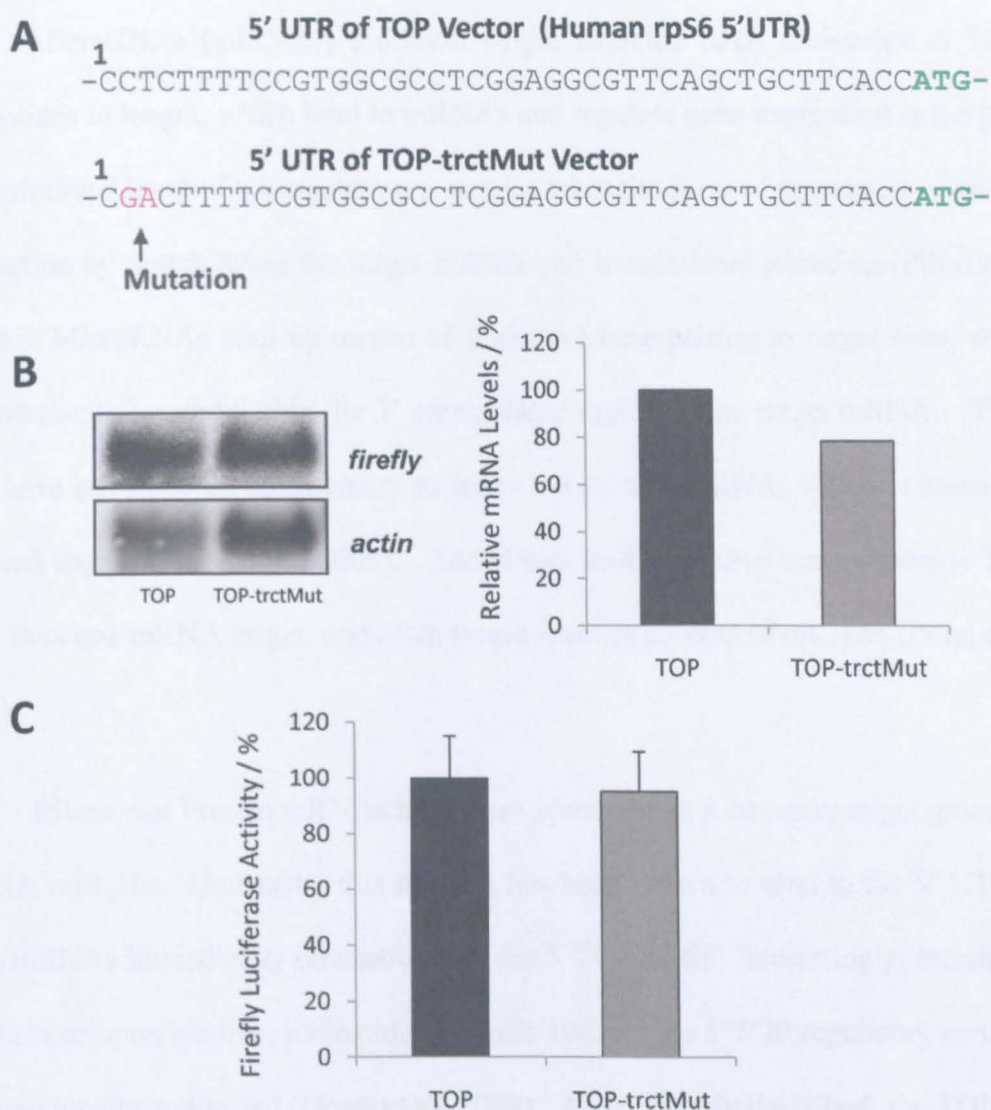 A
5’ UTR of TOP Vector (Human rpS6 5’UTR)
1
–CCTCTTTTCCGTGGCGCCTCGGAGGCGTTCAGCTGCTTCACCATG–
5’ UTR of TOP-trctMut Vector
1
–GACTTTTCCGTGGCGCCTCGGAGGCGTTCAGCTGCTTCACCATG–
Mutation
B
firefly
actin
TOP TOP-trctMut
Relative mRNA Levels / %
120
100
80
60
40
20
0
TOP TOP-trctMut
C
Firefly Luciferase Activity / %
120
100
80
60
40
20
0
TOP TOP-trctMut